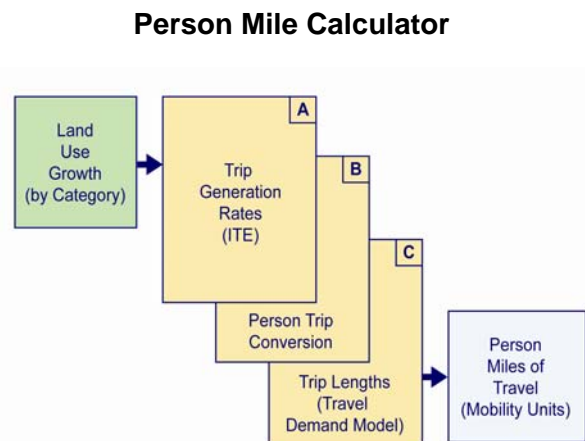 Person Mile Calculator
Land
Use
Growth
(by Category)
A
Trip
Generation
Rates
(ITE)
B
Person Trip
Conversion
C
Trip Lengths
(Travel
Demand Model)
Person
Miles of
Travel
(Mobility Units)